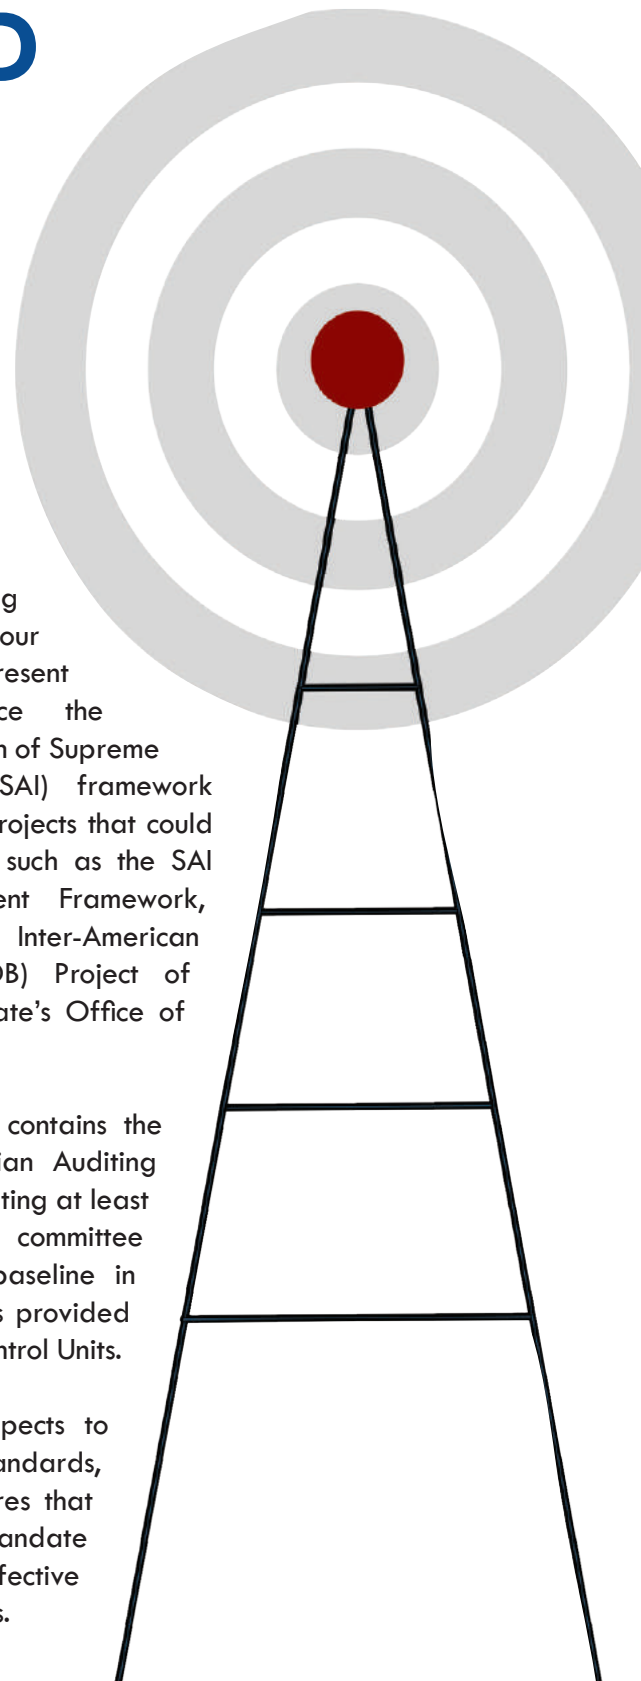 D
g
our
resent
ce the
n of Supreme
SAI) framework
rojects that could
such as the SAI
ent Framework,
Inter-American
DB) Project of
ate’s Office of
contains the
ian Auditing
ting at least
committee
baseline in
s provided
ntrol Units.
pects to
andards,
res that
andate
fective
s.